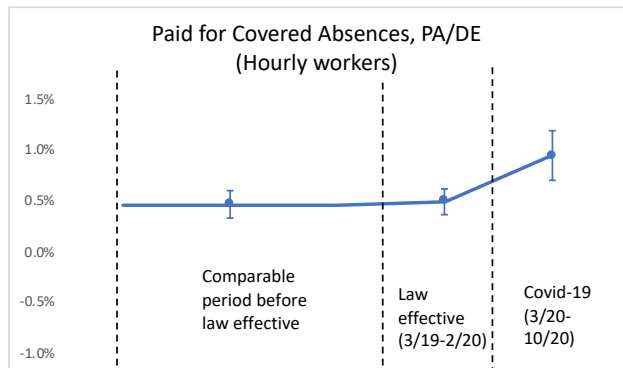 Paid for Covered Absences, PA/DE
(Hourly workers)
1.5%
1.0%
0.5%
0.0%
-0.5%
-1.0%
Comparable
period before
law effective
Law
effective
(3/19-2/20)
Covid-19
(3/20-
10/20)